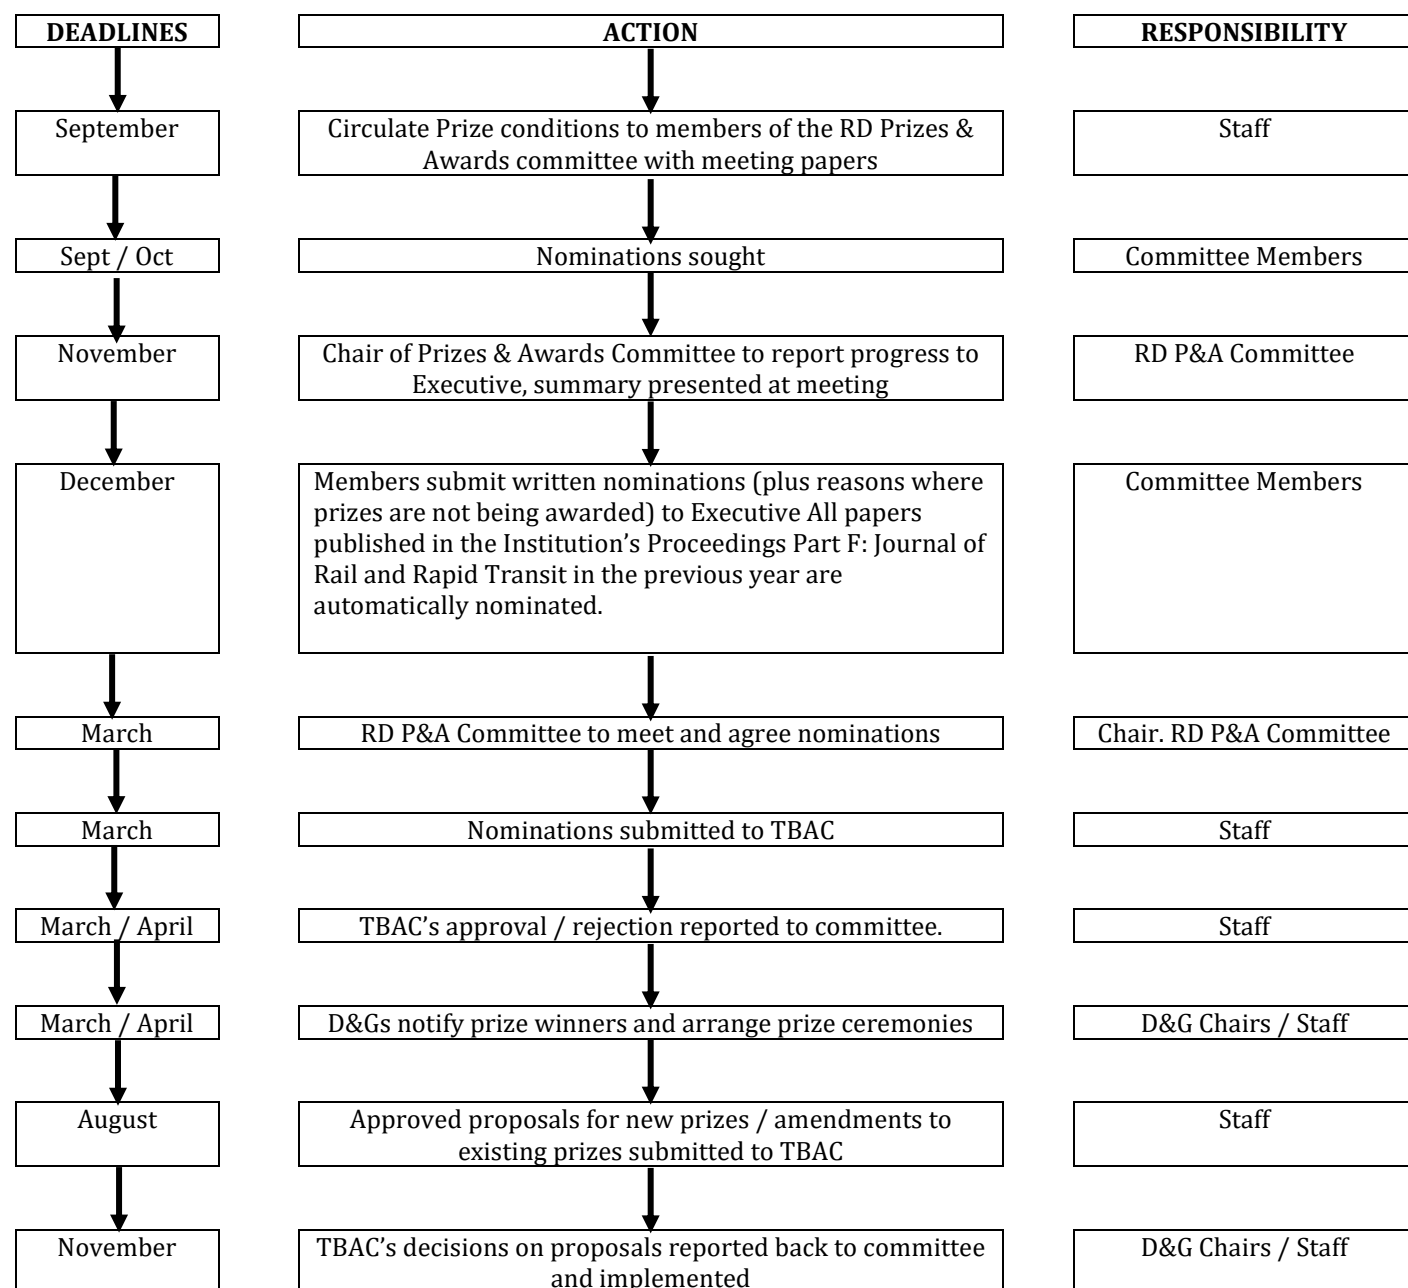 DEADLINES
ACTION
RESPONSIBILITY
September
Circulate Prize conditions to members of the RD Prizes &
Awards committee with meeting papers
Staff
Sept / Oct
Nominations sought
Committee Members
November
Chair of Prizes & Awards Committee to report progress to
Executive, summary presented at meeting
RD P&A Committee
December
Members submit written nominations (plus reasons where
prizes are not being awarded) to Executive All papers
published in the Institution’s Proceedings Part F: Journal of
Rail and Rapid Transit in the previous year are
automatically nominated.
Committee Members
March
RD P&A Committee to meet and agree nominations
Chair. RD P&A Committee
March
Nominations submitted to TBAC
Staff
March / April
TBAC’s approval / rejection reported to committee.
Staff
March / April
D&Gs notify prize winners and arrange prize ceremonies
D&G Chairs / Staff
August
Approved proposals for new prizes / amendments to
existing prizes submitted to TBAC
Staff
November
TBAC’s decisions on proposals reported back to committee
and implemented
D&G Chairs / Staff